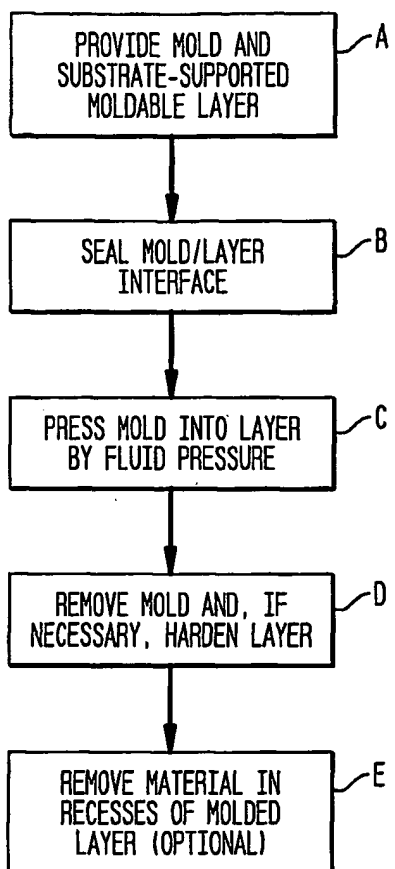 PROVIDE MOLD AND
SUBSTRATE-SUPPORTED
MOLDABLE LAYER
A
SEAL MOLD/LAYER
INTERFACE
B
PRESS MOLD INTO LAYER
BY FLUID PRESSURE
C
REMOVE MOLD AND, IF
NECESSARY, HARDEN LAYER
D
REMOVE MATERIAL IN
RECESSES OF MOLDED
LAYER (OPTIONAL)
E